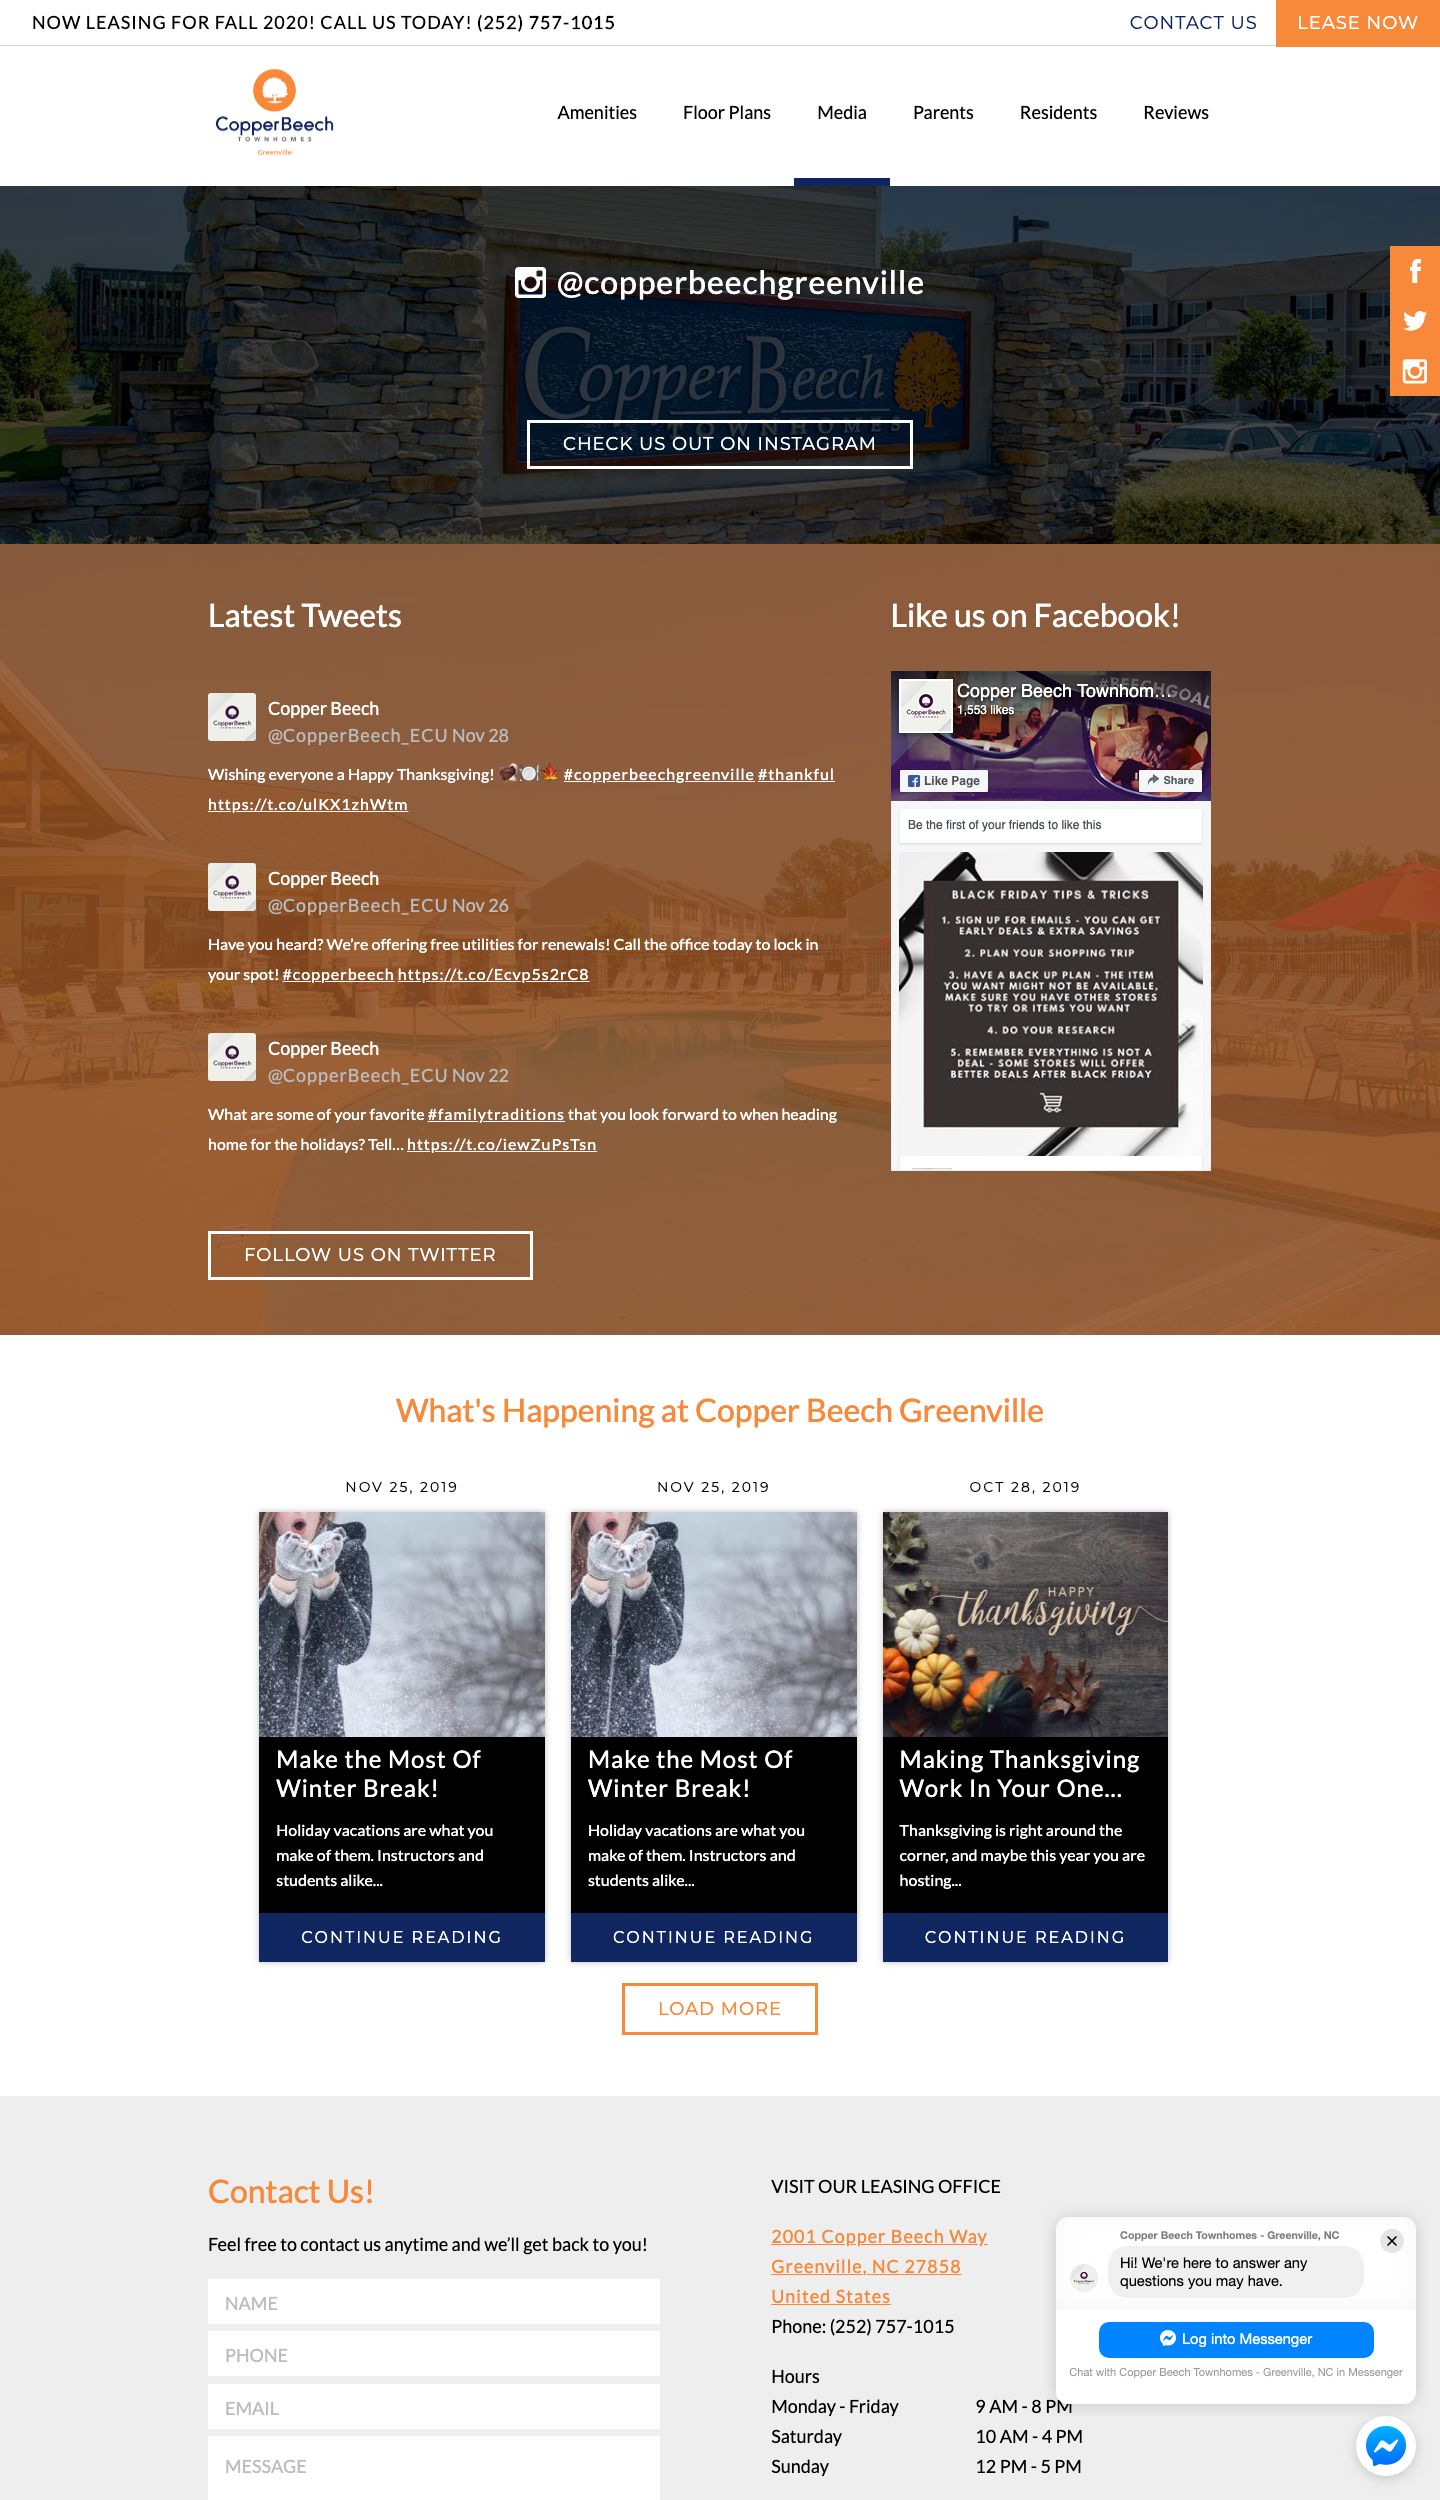 NOW LEASING FOR FALL 2020! CALL US TODAY! (252) 757-1015
CONTACT US
LEASE NOW
CopperBeech
TOWNHOMES
Greenville
Amenities
Floor Plans
Media
Parents
Residents
Reviews
@copperbeechgreenville
Copper Beech
TOWNHOMES
CHECK US OUT ON INSTAGRAM
Latest Tweets
Copper Beech
@CopperBeech_ECU Nov 28
Wishing everyone a Happy Thanksgiving! 🦃🍽️🍁 #copperbeechgreenville #thankful
https://t.co/ulKX1zhWtm
Copper Beech
@CopperBeech_ECU Nov 26
Have you heard? We're offering free utilities for renewals! Call the office today to lock in
your spot! #copperbeech https://t.co/Ecvp5s2rC8
Copper Beech
@CopperBeech_ECU Nov 22
What are some of your favorite #familytraditions that you look forward to when heading
home for the holidays? Tell... https://t.co/iewZuPsTsn
FOLLOW US ON TWITTER
Like us on Facebook!
#BEECHGOAL
CopperBeech
Copper Beech Townhom...
1,553 likes
Like Page
Share
Be the first of your friends to like this
BLACK FRIDAY TIPS & TRICKS
1. SIGN UP FOR EMAILS - YOU CAN GET
EARLY DEALS & EXTRA SAVINGS
2. PLAN YOUR SHOPPING TRIP
3. HAVE A BACK UP PLAN - THE ITEM
YOU WANT MIGHT NOT BE AVAILABLE,
MAKE SURE YOU HAVE OTHER STORES
TO TRY OR ITEMS YOU WANT
4. DO YOUR RESEARCH
5. REMEMBER EVERYTHING IS NOT A
DEAL - SOME STORES WILL OFFER
BETTER DEALS AFTER BLACK FRIDAY
What's Happening at Copper Beech Greenville
NOV 25, 2019
Make the Most Of
Winter Break!
Holiday vacations are what you
make of them. Instructors and
students alike...
CONTINUE READING
NOV 25, 2019
Make the Most Of
Winter Break!
Holiday vacations are what you
make of them. Instructors and
students alike...
CONTINUE READING
OCT 28, 2019
HAPPY
thanksgiving
Making Thanksgiving
Work In Your One...
Thanksgiving is right around the
corner, and maybe this year you are
hosting...
CONTINUE READING
LOAD MORE
Contact Us!
Feel free to contact us anytime and we'll get back to you!
NAME
PHONE
EMAIL
MESSAGE
VISIT OUR LEASING OFFICE
2001 Copper Beech Way
Greenville, NC 27858
United States
Phone: (252) 757-1015
Hours
Monday - Friday 9 AM - 8 PM
Saturday 10 AM - 4 PM
Sunday 12 PM - 5 PM
Copper Beech Townhomes - Greenville, NC
Hi! We're here to answer any
questions you may have.
Log into Messenger
Chat with Copper Beech Townhomes - Greenville, NC in Messenger